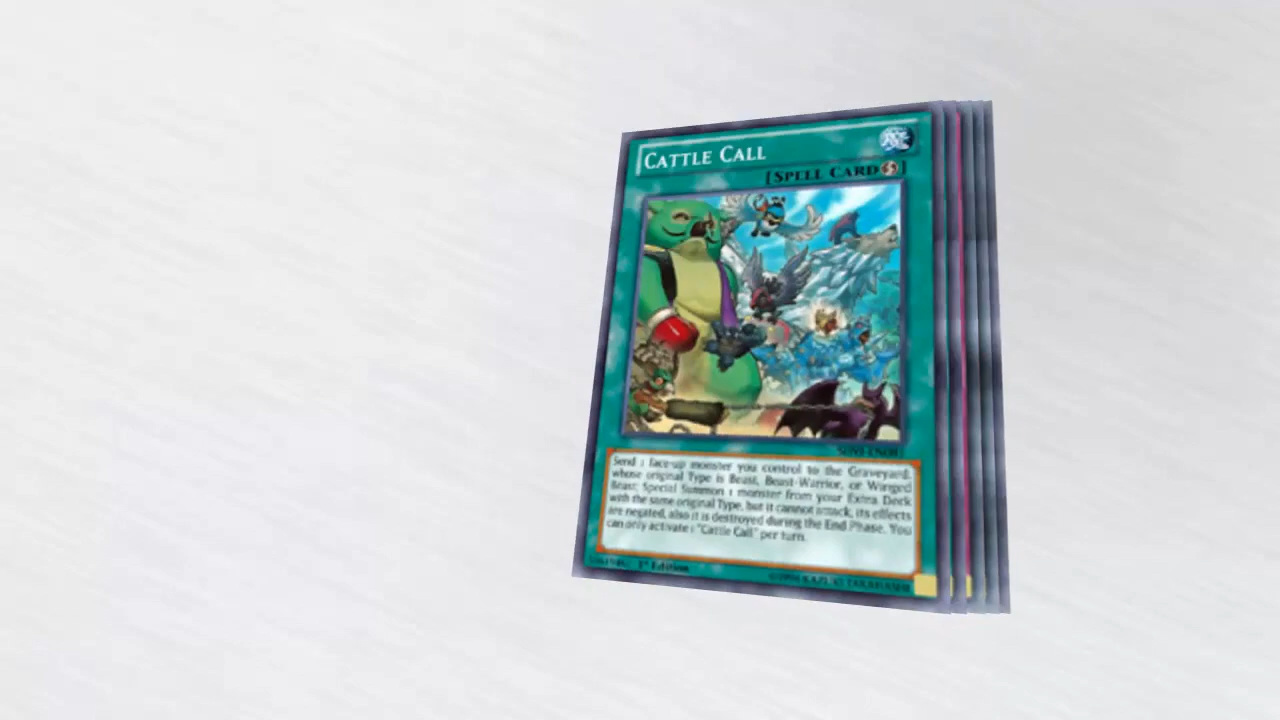 CATTLE CALL
[SPELL CARD]
Send 1 face-up monster you control to the Graveyard,
whose original Type is Beast, Beast-Warrior, or Winged
Beast; Special Summon 1 monster from your Extra Deck
with the same original Type, but it cannot attack, its effects
are negated, also it is destroyed during the End Phase. You
can only activate 1 "Cattle Call" per turn.
1st Edition